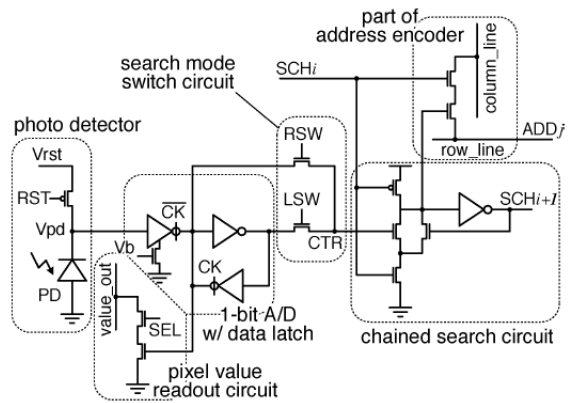 part of
address encoder
search mode
switch circuit
SCHi
column_line
photo detector
RSW
ADDj
row_line
Vrst
RST
CK
LSW
SCHi+1
Vpd
CTR
Vb
CK
PD
value_out
1-bit A/D
w/ data latch
SEL
chained search circuit
pixel value
readout circuit